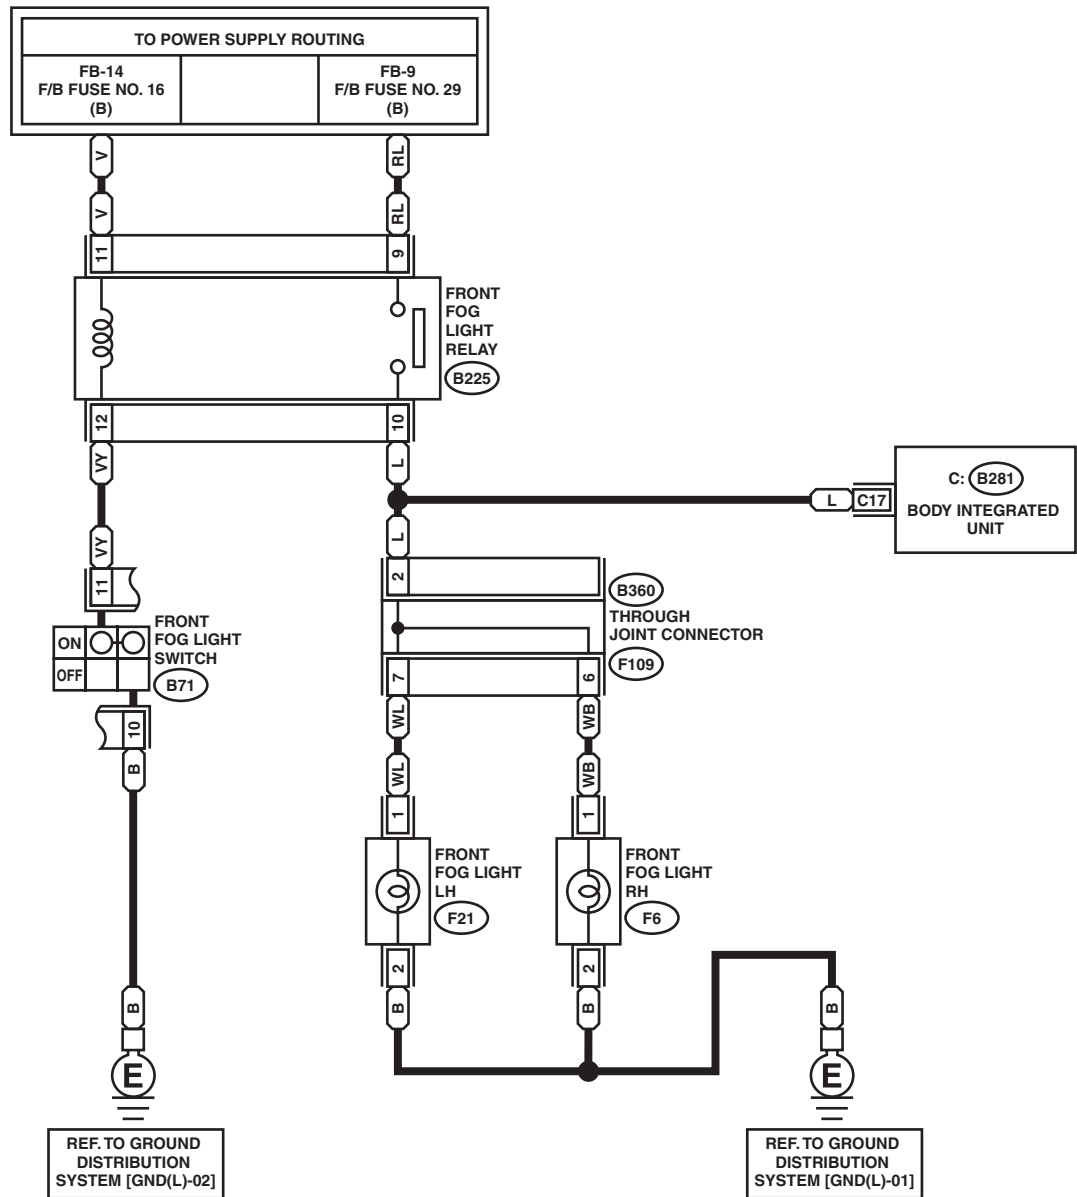 TO POWER SUPPLY ROUTING
FB-14
F/B FUSE NO. 16
(B)
FB-9
F/B FUSE NO. 29
(B)
V
RL
V
RL
11
9
FRONT
FOG
LIGHT
RELAY
B225
12
10
VY
L
C: B281
BODY INTEGRATED
UNIT
L
C17
VY
L
11
2
B360
THROUGH
JOINT CONNECTOR
F109
ON
OFF
FRONT
FOG LIGHT
SWITCH
B71
7
6
10
WL
WB
B
WL
WB
1
1
FRONT
FOG LIGHT
LH
F21
FRONT
FOG LIGHT
RH
F6
2
2
B
B
B
B
E
E
REF. TO GROUND
DISTRIBUTION
SYSTEM [GND(L)-02]
REF. TO GROUND
DISTRIBUTION
SYSTEM [GND(L)-01]